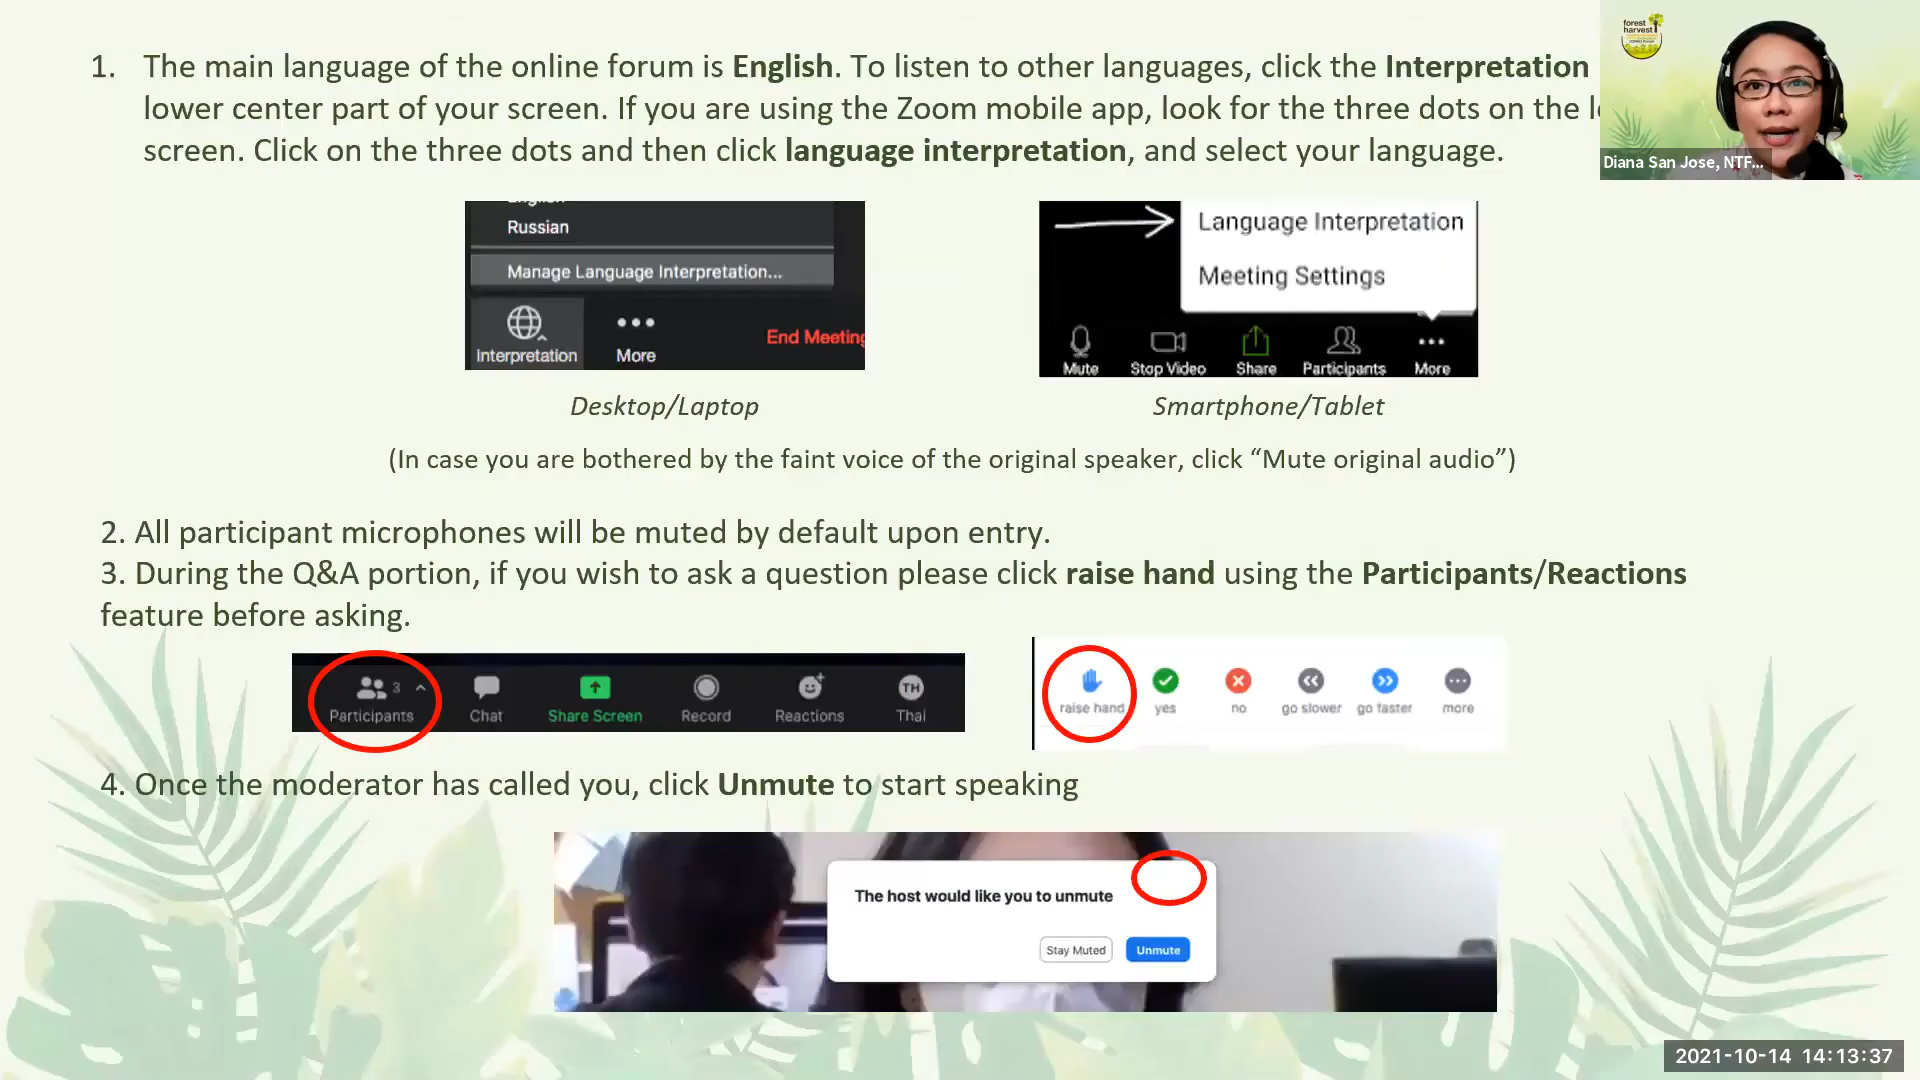 1. The main language of the online forum is English. To listen to other languages, click the Interpretation
lower center part of your screen. If you are using the Zoom mobile app, look for the three dots on the
screen. Click on the three dots and then click language interpretation, and select your language.
forest
harvest
Diana San Jose, NTF...
English
Russian
Manage Language Interpretation...
Interpretation
More
End Meeting
Language Interpretation
Meeting Settings
Mute
Stop Video
Share
Participants
More
Desktop/Laptop
Smartphone/Tablet
(In case you are bothered by the faint voice of the original speaker, click “Mute original audio”)
2. All participant microphones will be muted by default upon entry.
3. During the Q&A portion, if you wish to ask a question please click raise hand using the Participants/Reactions
feature before asking.
3
Participants
Chat
Share Screen
Record
Reactions
TH
Thai
raise hand
yes
no
go slower
go faster
more
4. Once the moderator has called you, click Unmute to start speaking
The host would like you to unmute
Stay Muted
Unmute
2021-10-14 14:13:37